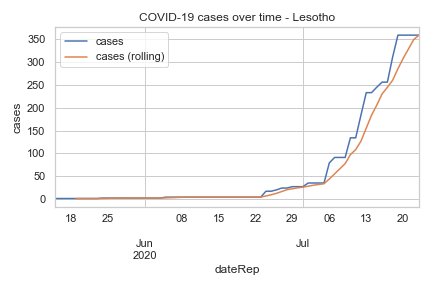 COVID-19 cases over time - Lesotho
cases
cases (rolling)
350
300
250
200
150
100
50
0
cases
18 25 08 15 22 29 06 13 20
Jun Jul
2020
dateRep